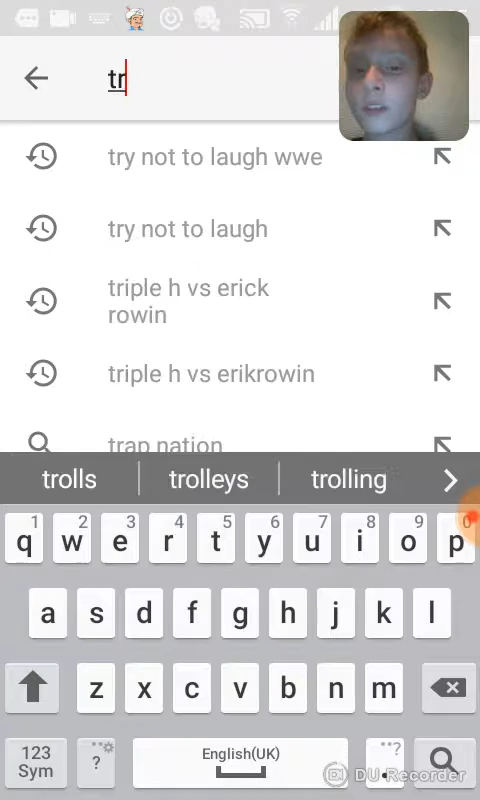 tr
try not to laugh wwe
try not to laugh
triple h vs erick
rowin
triple h vs erikrowin
trap nation
trolls trolleys trolling
1 2 3 4 5 6 7 8 9 0
q w e r t y u i o p
a s d f g h j k l
z x c v b n m
123
Sym
?
English(UK)
. ?
DU Recorder